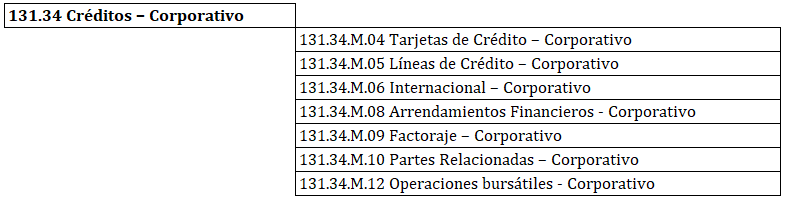 131.34 Créditos – Corporativo
131.34.M.04 Tarjetas de Crédito – Corporativo
131.34.M.05 Líneas de Crédito – Corporativo
131.34.M.06 Internacional – Corporativo
131.34.M.08 Arrendamientos Financieros - Corporativo
131.34.M.09 Factoraje – Corporativo
131.34.M.10 Partes Relacionadas – Corporativo
131.34.M.12 Operaciones bursátiles - Corporativo